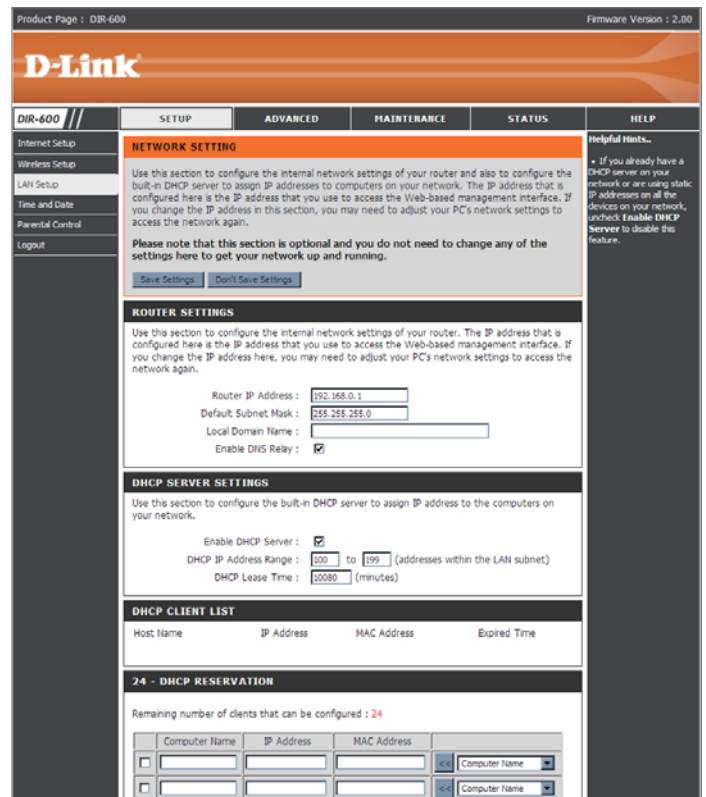 Product Page : DIR-600
Firmware Version : 2.00
D-Link
DIR-600
SETUP
ADVANCED
MAINTENANCE
STATUS
HELP
Internet Setup
Wireless Setup
LAN Setup
Time and Date
Parental Control
Logout
NETWORK SETTING
Use this section to configure the internal network settings of your router and also to configure the
built-in DHCP server to assign IP addresses to computers on your network. The IP address that is
configured here is the IP address that you use to access the Web-based management interface. If
you change the IP address in this section, you may need to adjust your PC's network settings to
access the network again.
Please note that this section is optional and you do not need to change any of the
settings here to get your network up and running.
Save Settings
Don't Save Settings
ROUTER SETTINGS
Use this section to configure the internal network settings of your router. The IP address that is
configured here is the IP address that you use to access the Web-based management interface. If
you change the IP address here, you may need to adjust your PC's network settings to access the
network again.
Router IP Address : 192.168.0.1
Default Subnet Mask : 255.255.255.0
Local Domain Name :
Enable DNS Relay :
DHCP SERVER SETTINGS
Use this section to configure the built-in DHCP server to assign IP address to the computers on
your network.
Enable DHCP Server :
DHCP IP Address Range : 100 to 199 (addresses within the LAN subnet)
DHCP Lease Time : 10080 (minutes)
DHCP CLIENT LIST
Host Name IP Address MAC Address Expired Time
24 - DHCP RESERVATION
Remaining number of clients that can be configured : 24
Computer Name IP Address MAC Address
<< Computer Name
<< Computer Name
Helpful Hints..
• If you already have a
DHCP server on your
network or are using static
IP addresses on all the
devices on your network,
uncheck Enable DHCP
Server to disable this
feature.